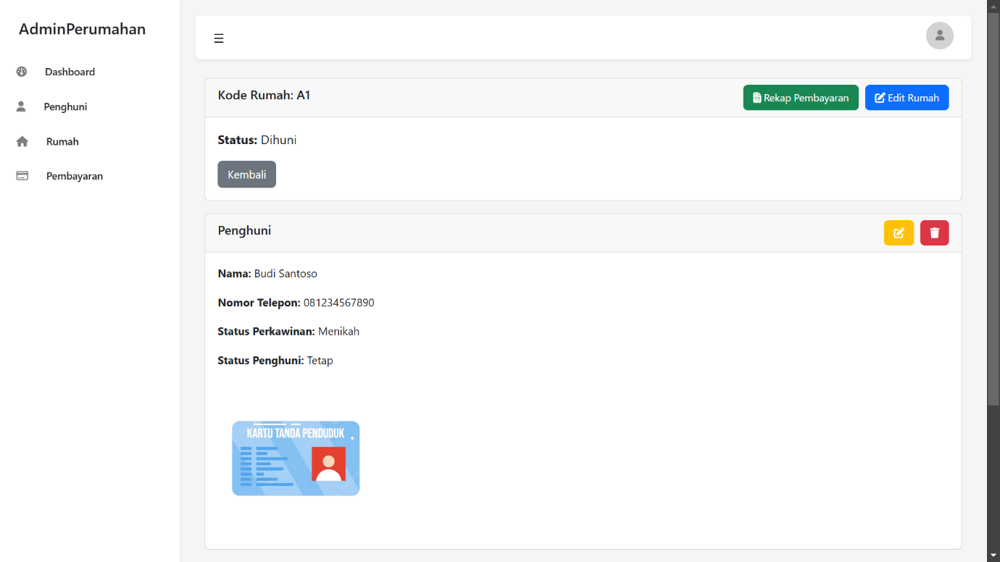 AdminPerumahan
Dashboard
Penghuni
Rumah
Pembayaran
Kode Rumah: A1
Rekap Pembayaran
Edit Rumah
Status: Dihuni
Kembali
Penghuni
Nama: Budi Santoso
Nomor Telepon: 081234567890
Status Perkawinan: Menikah
Status Penghuni: Tetap
KARTU TANDA PENDUDUK